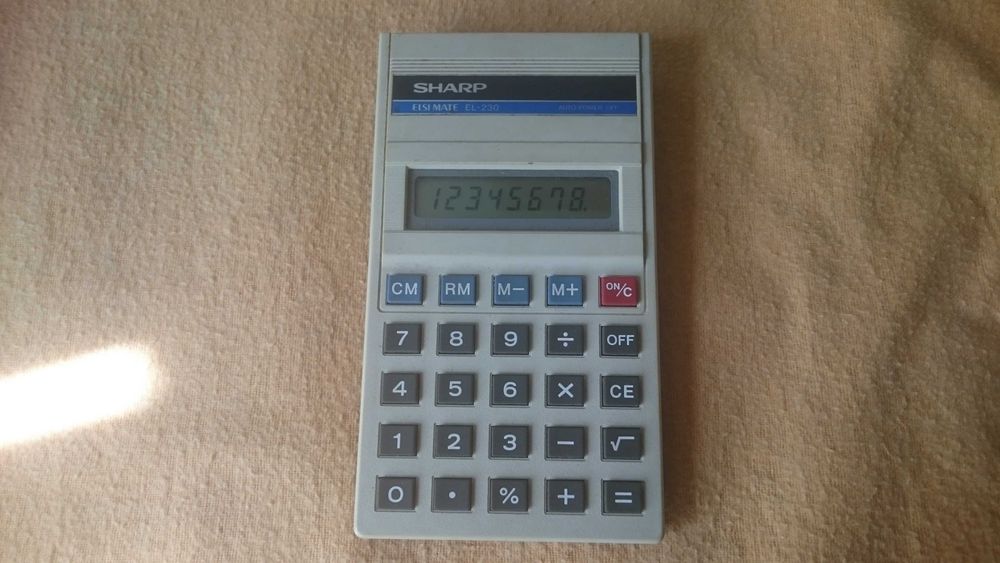 SHARP
ELSI MATE EL-230 AUTO POWER OFF
12345678.
CM RM M− M+ ON/C
7 8 9 ÷ OFF
4 5 6 × CE
1 2 3 − √
0 • % + =